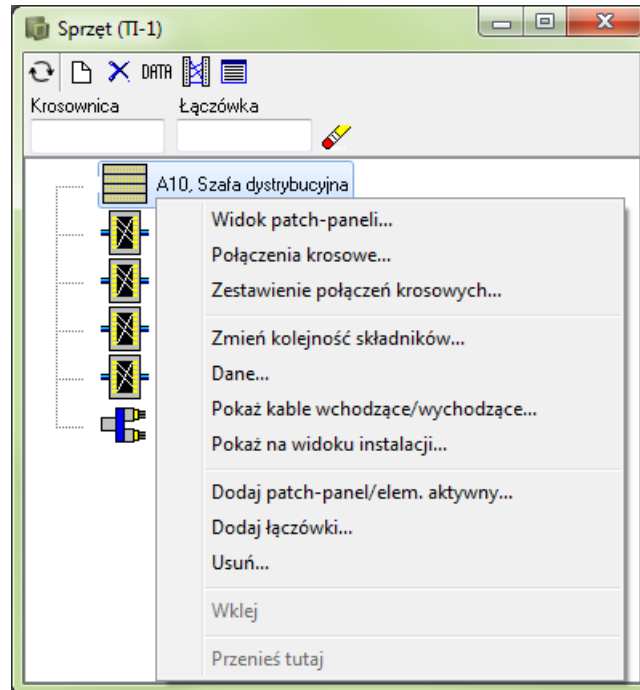 Sprzęt (TI-1)
DATA
Krosownica Łączówka
A10, Szafa dystrybucyjna
Widok patch-paneli...
Połączenia krosowe...
Zestawienie połączeń krosowych...
Zmień kolejność składników...
Dane...
Pokaż kable wchodzące/wychodzące...
Pokaż na widoku instalacji...
Dodaj patch-panel/elem. aktywny...
Dodaj łączówki...
Usuń...
Wklej
Przenieś tutaj